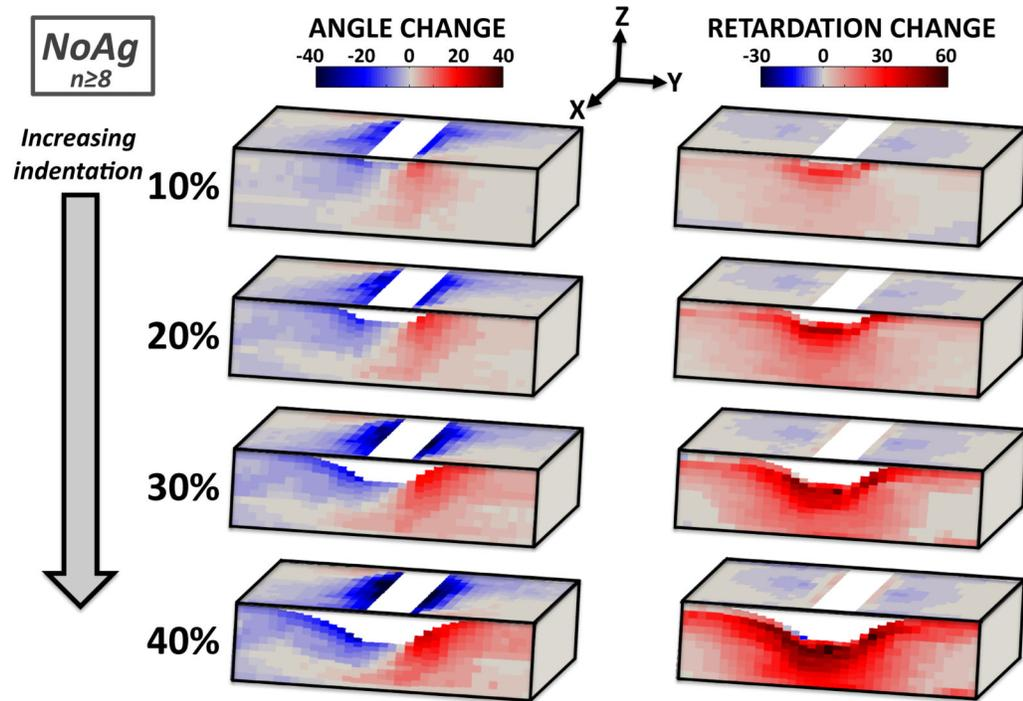 NoAg
n≥8
ANGLE CHANGE
-40 -20 0 20 40
Z
Y
X
RETARDATION CHANGE
-30 0 30 60
Increasing
indentation
10%
20%
30%
40%